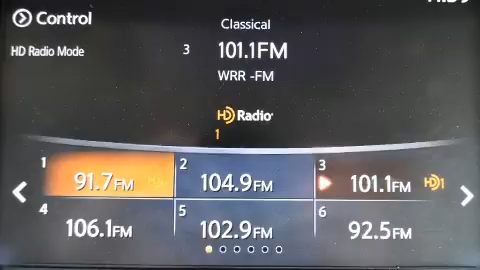 Control
Classical
HD Radio Mode
3
101.1FM
WRR -FM
HD Radio
1
1
91.7FM
2
104.9FM
3
101.1FM HD1
4
106.1FM
5
102.9FM
6
92.5FM